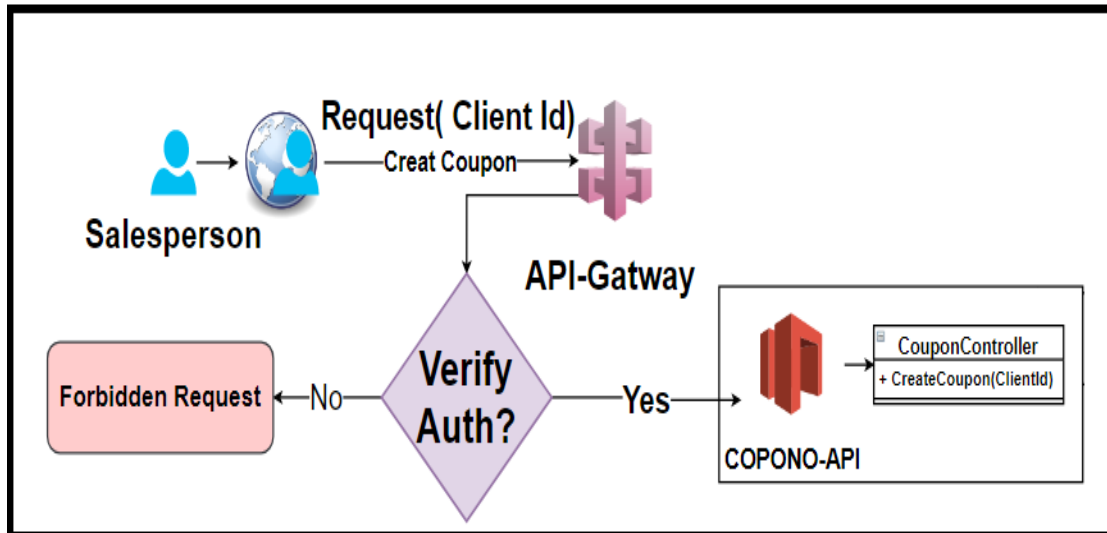 Request( Client Id)
Creat Coupon
Salesperson
API-Gatway
Verify
Auth?
No
Forbidden Request
Yes
CouponController
+ CreateCoupon(ClientId)
COPONO-API